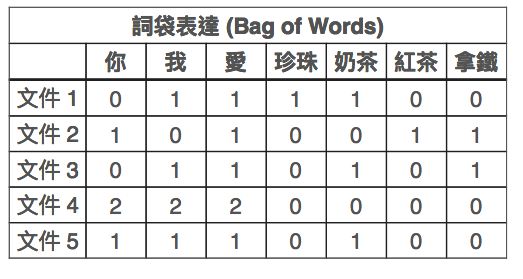 詞袋表達 (Bag of Words)
你 我 愛 珍珠 奶茶 紅茶 拿鐵
文件 1 0 1 1 1 1 0 0
文件 2 1 0 1 0 0 1 1
文件 3 0 1 1 0 1 0 1
文件 4 2 2 2 0 0 0 0
文件 5 1 1 1 0 1 0 0